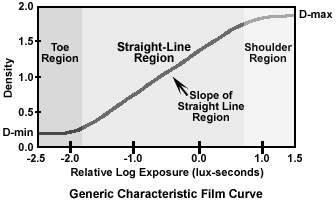 2.0
D-max
Toe
Region
Straight-Line
Region
Shoulder
Region
1.5
Density
1.0
Slope of
Straight Line
Region
0.5
D-min
0.0
-2.5 -2.0 -1.0 0.0 1.0 1.5
Relative Log Exposure (lux-seconds)
Generic Characteristic Film Curve